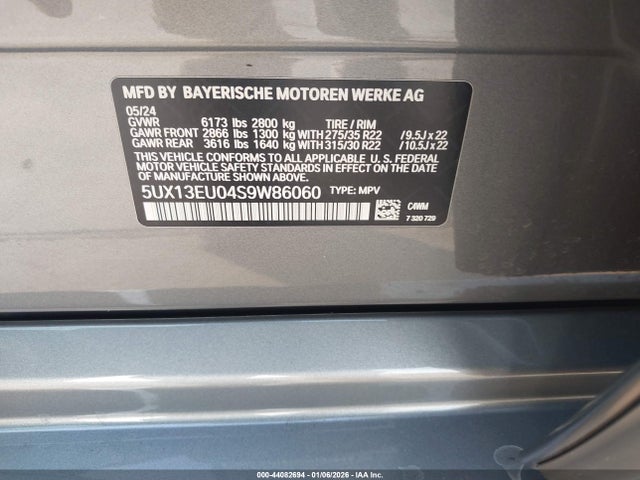 MFD BY BAYERISCHE MOTOREN WERKE AG
05/24
GVWR 6173 lbs 2800 kg TIRE / RIM
GAWR FRONT 2866 lbs 1300 kg WITH 275/35 R22 / 9.5J x 22
GAWR REAR 3616 lbs 1640 kg WITH 315/30 R22 / 10.5J x 22
THIS VEHICLE CONFORMS TO ALL APPLICABLE U. S. FEDERAL
MOTOR VEHICLE SAFETY STANDARDS IN EFFECT ON THE DATE
OF MANUFACTURE SHOWN ABOVE.
5UX13EU04S9W86060 TYPE: MPV
C4WM
7 320 729
000-44082694 | 01/06/2026 | IAA Inc.